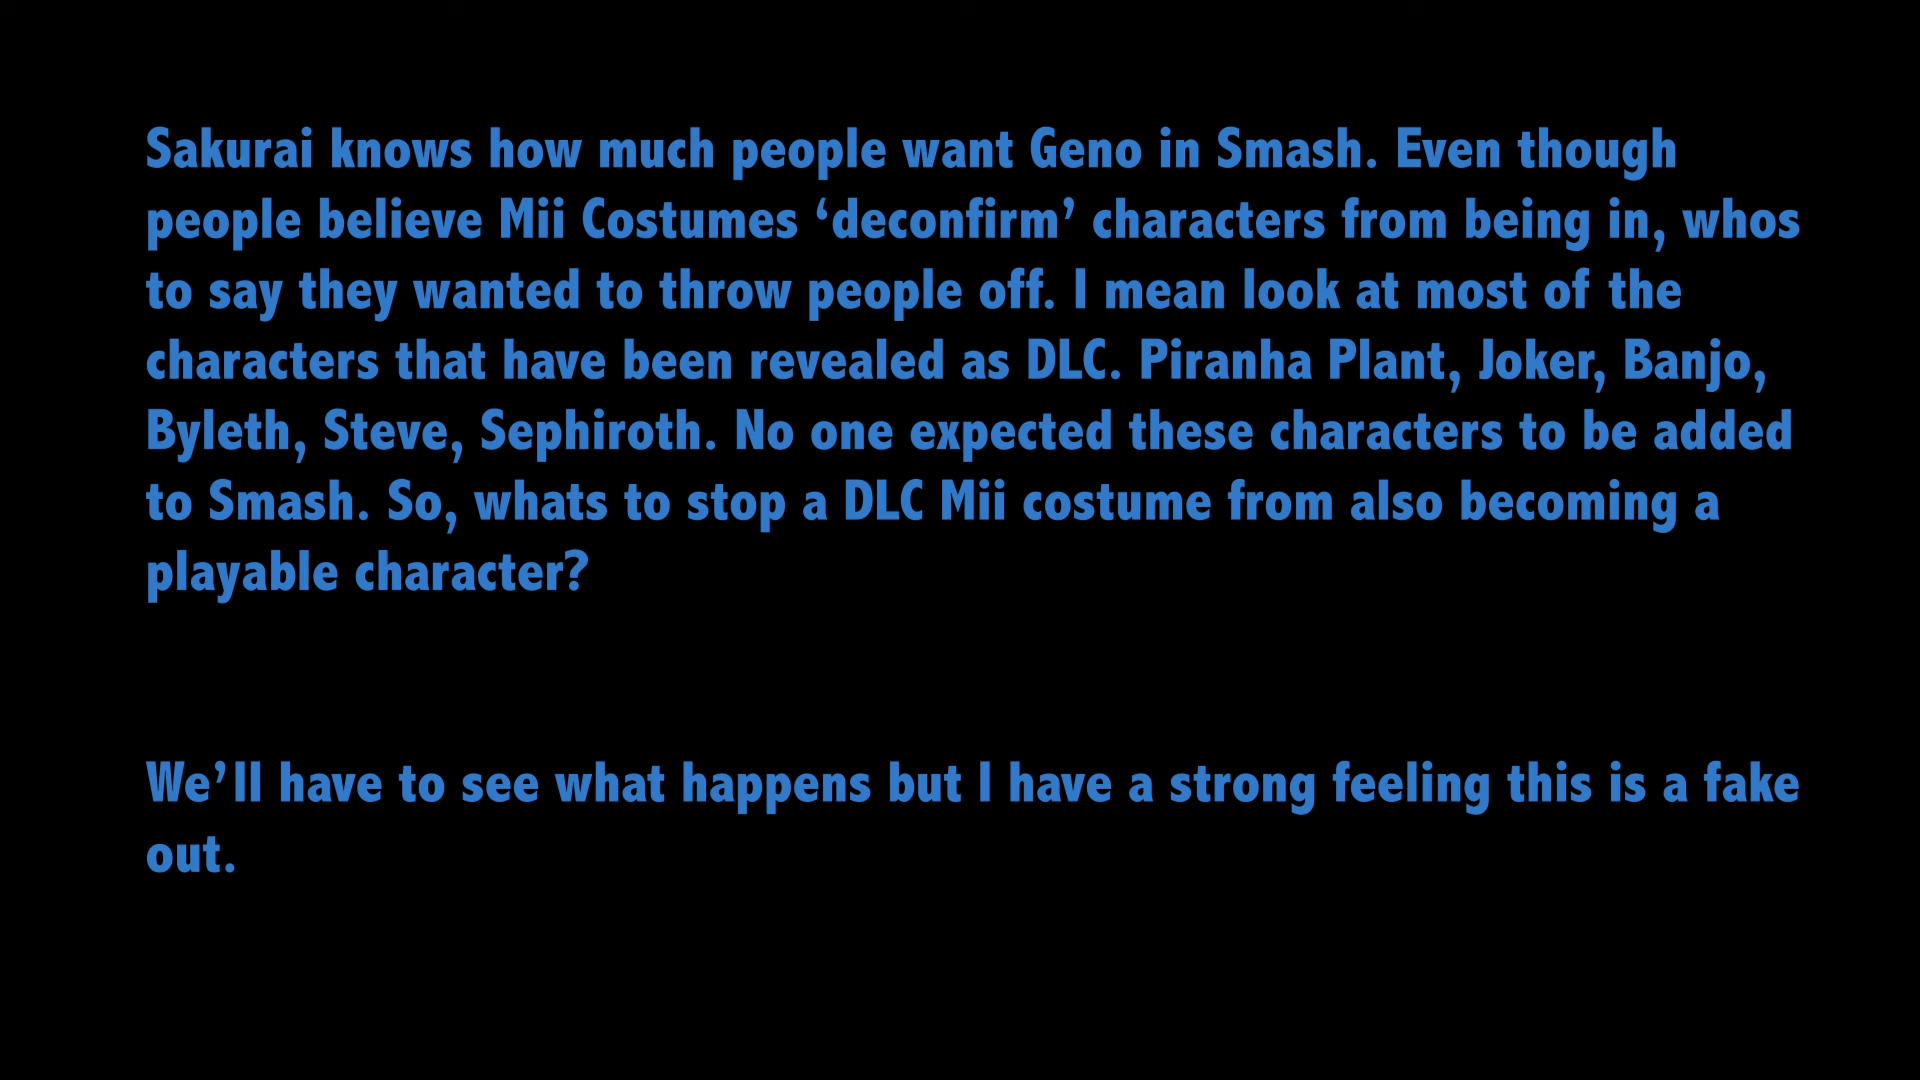 Sakurai knows how much people want Geno in Smash. Even though
people believe Mii Costumes ‘deconfirm’ characters from being in, whos
to say they wanted to throw people off. I mean look at most of the
characters that have been revealed as DLC. Piranha Plant, Joker, Banjo,
Byleth, Steve, Sephiroth. No one expected these characters to be added
to Smash. So, whats to stop a DLC Mii costume from also becoming a
playable character?
We’ll have to see what happens but I have a strong feeling this is a fake
out.